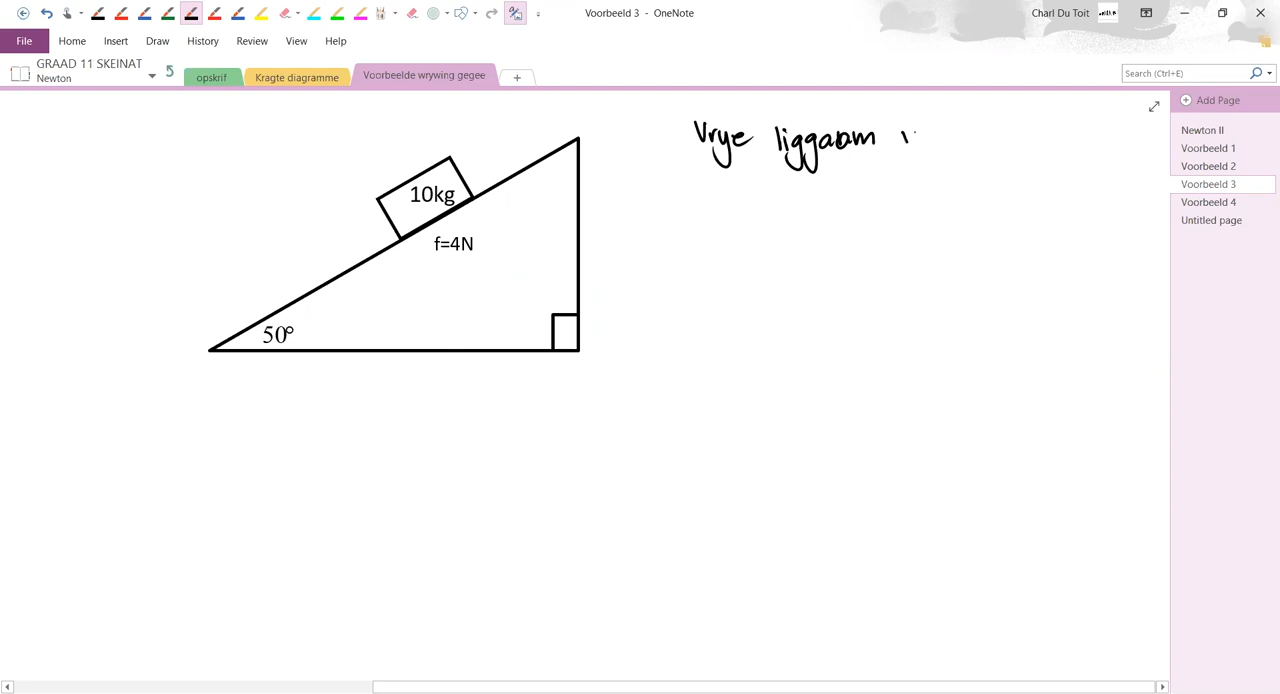 Voorbeeld 3 - OneNote
Charl Du Toit
File Home Insert Draw History Review View Help
GRAAD 11 SKEINAT
Newton
opskrif
Kragte diagramme
Voorbeelde wrywing gegee
+
Search (Ctrl+E)
Add Page
Newton II
Voorbeeld 1
Voorbeeld 2
Voorbeeld 3
Voorbeeld 4
Untitled page
Vrye liggaam
10kg
f=4N
50°